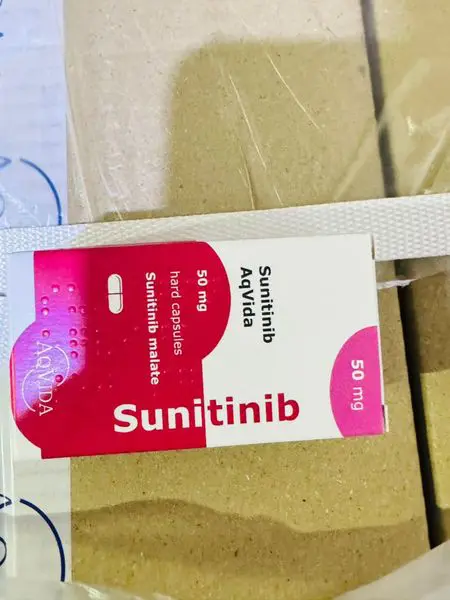 Sunitinib
AqVida
50 mg
hard capsules
Sunitinib malate
AqVIDA
Sunitinib
50 mg